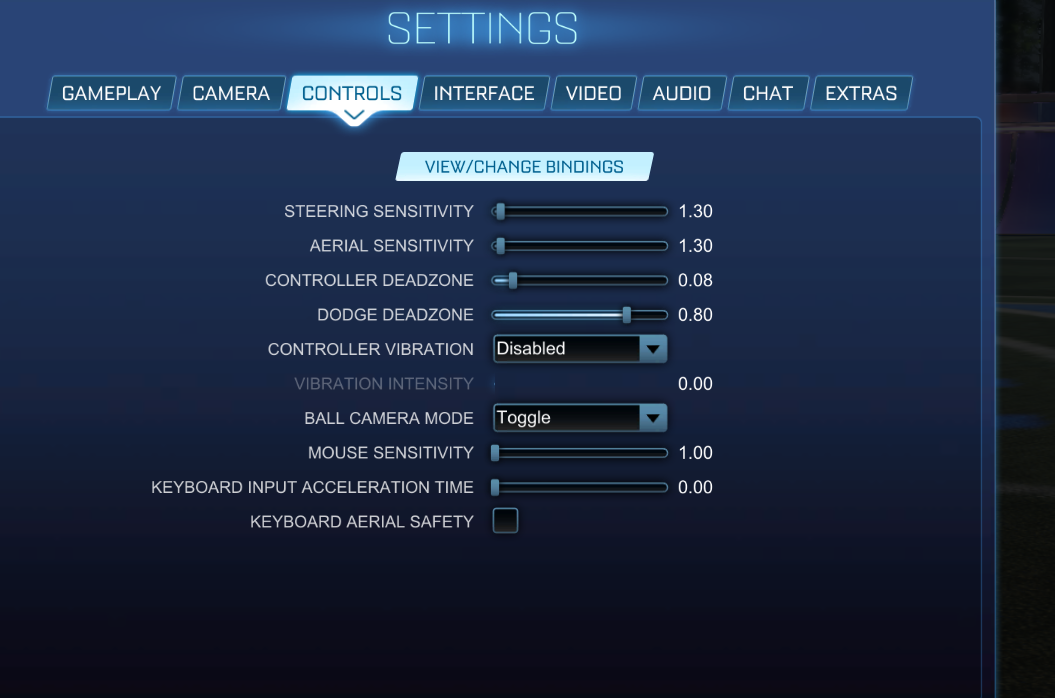 SETTINGS
GAMEPLAY CAMERA CONTROLS INTERFACE VIDEO AUDIO CHAT EXTRAS
VIEW/CHANGE BINDINGS
STEERING SENSITIVITY 1.30
AERIAL SENSITIVITY 1.30
CONTROLLER DEADZONE 0.08
DODGE DEADZONE 0.80
CONTROLLER VIBRATION Disabled
VIBRATION INTENSITY 0.00
BALL CAMERA MODE Toggle
MOUSE SENSITIVITY 1.00
KEYBOARD INPUT ACCELERATION TIME 0.00
KEYBOARD AERIAL SAFETY